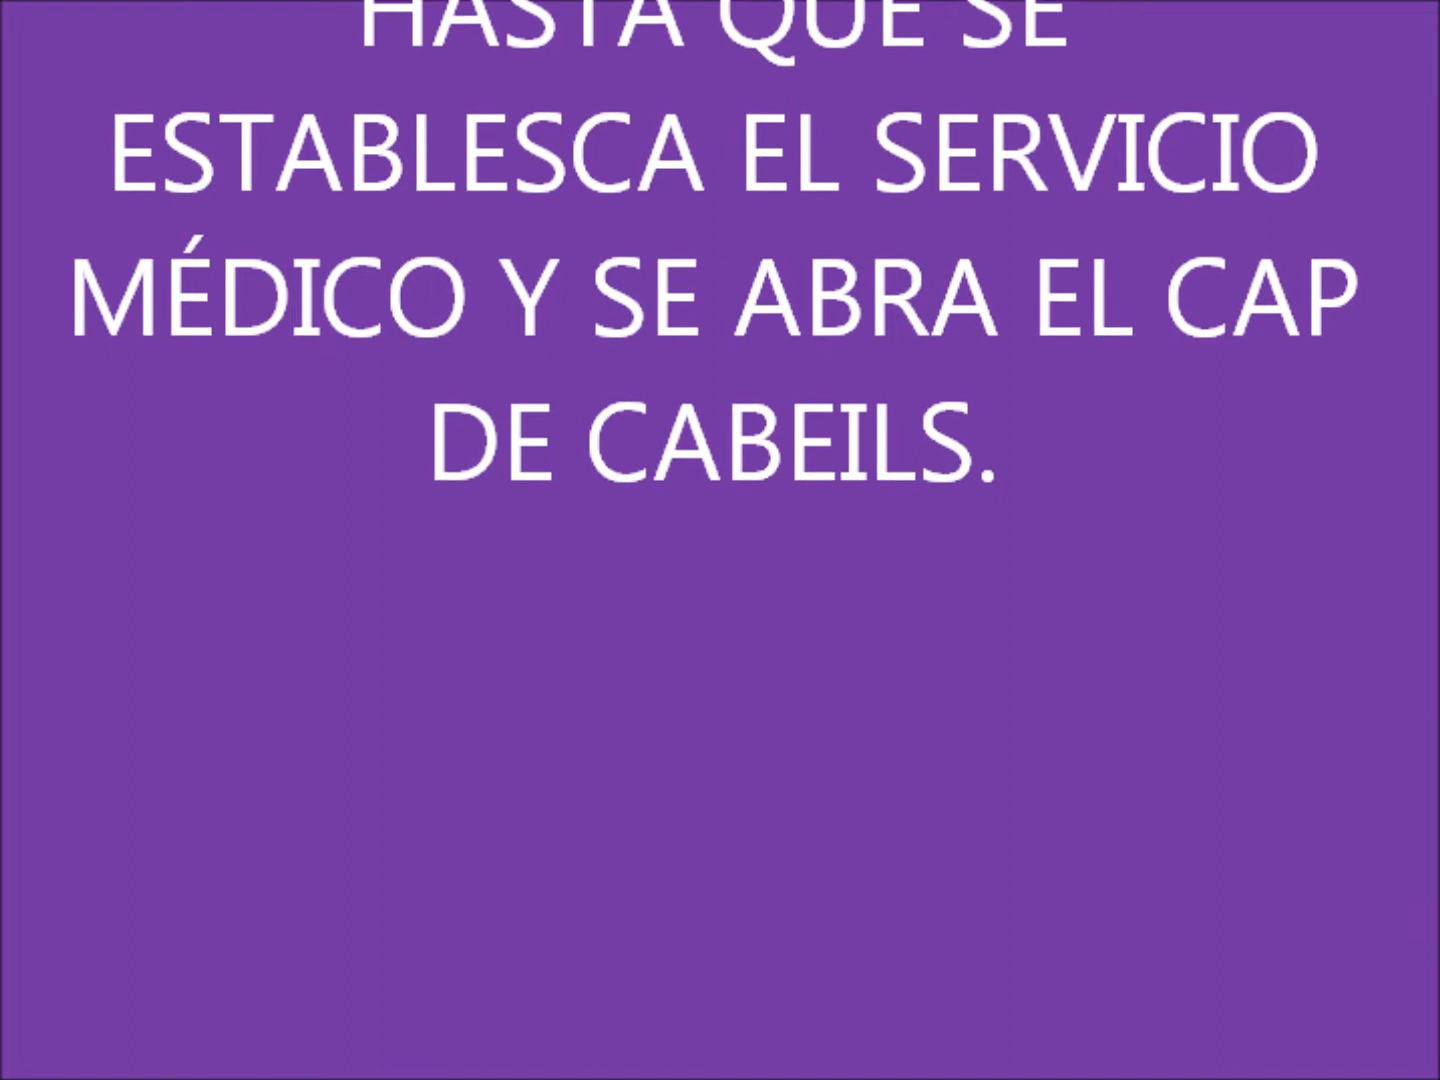 HASTA QUE SE
ESTABLESCA EL SERVICIO
MÉDICO Y SE ABRA EL CAP
DE CABEILS.